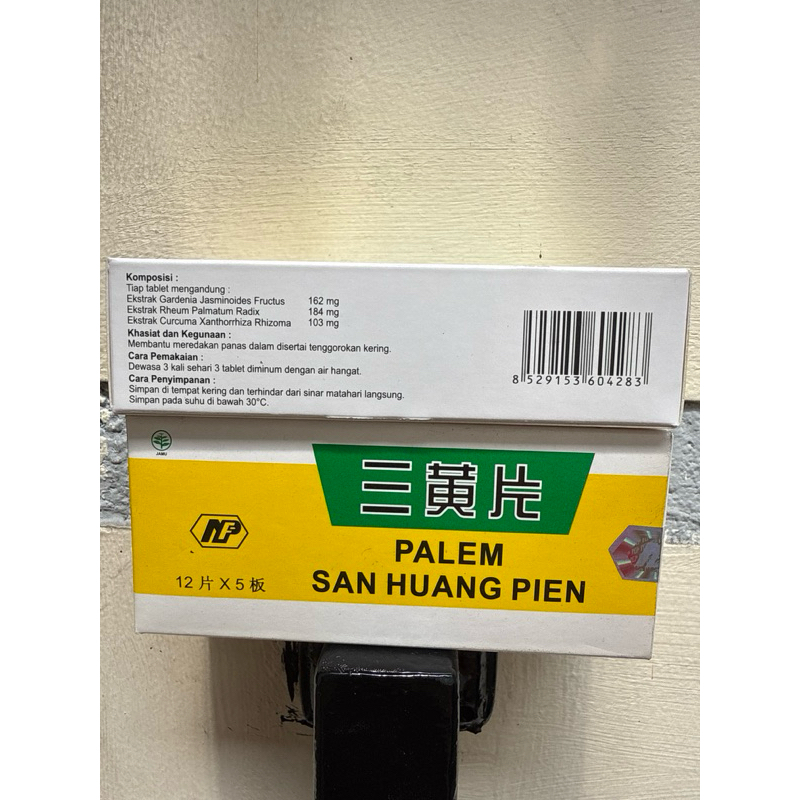 Komposisi :
Tiap tablet mengandung :
Ekstrak Gardenia Jasminoides Fructus 162 mg
Ekstrak Rheum Palmatum Radix 184 mg
Ekstrak Curcuma Xanthorrhiza Rhizoma 103 mg
Khasiat dan Kegunaan :
Membantu meredakan panas dalam disertai tenggorokan kering.
Cara Pemakaian :
Dewasa 3 kali sehari 3 tablet diminum dengan air hangat.
Cara Penyimpanan :
Simpan di tempat kering dan terhindar dari sinar matahari langsung.
Simpan pada suhu di bawah 30°C.
8 529153 604283
JAMU
三黄片
NFP
PALEM
SAN HUANG PIEN
12 片 X 5 板